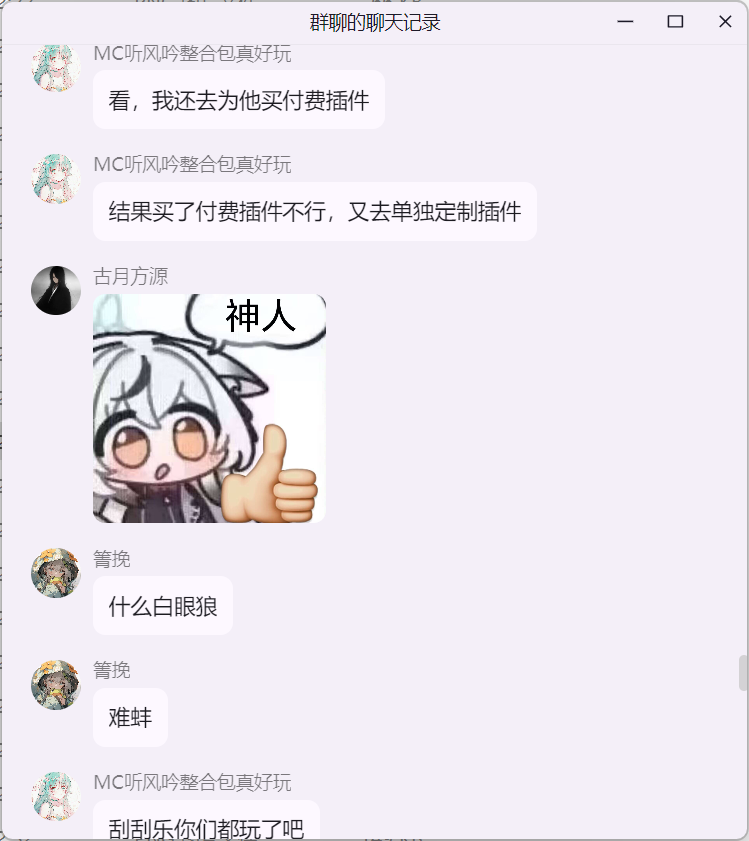 群聊的聊天记录
MC听风吟整合包真好玩
看，我还去为他买付费插件
MC听风吟整合包真好玩
结果买了付费插件不行，又去单独定制插件
古月方源
神人
箐挽
什么白眼狼
箐挽
难蚌
MC听风吟整合包真好玩
刮刮乐你们都玩了吧